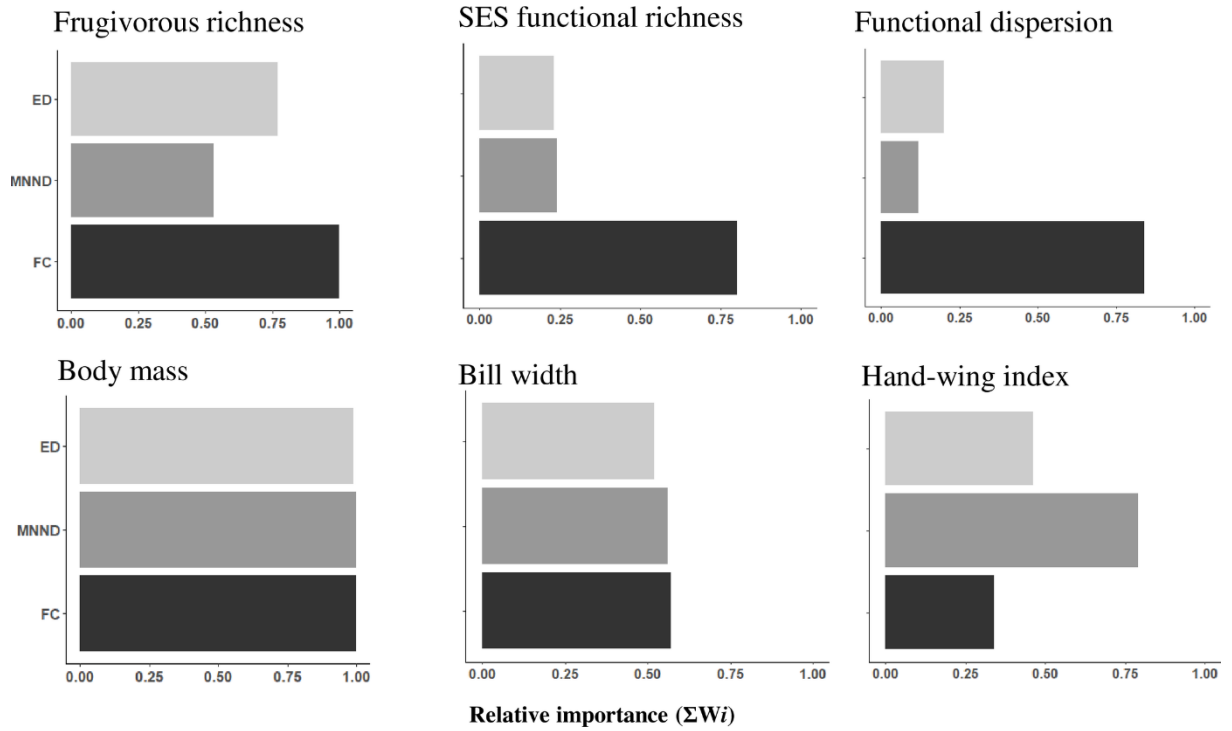 Frugivorous richness
SES functional richness
Functional dispersion
ED
MNND
FC
0.00 0.25 0.50 0.75 1.00
0.00 0.25 0.50 0.75 1.00
0.00 0.25 0.50 0.75 1.00
Body mass
Bill width
Hand-wing index
ED
MNND
FC
0.00 0.25 0.50 0.75 1.00
0.00 0.25 0.50 0.75 1.00
0.00 0.25 0.50 0.75 1.00
Relative importance (ΣWi)